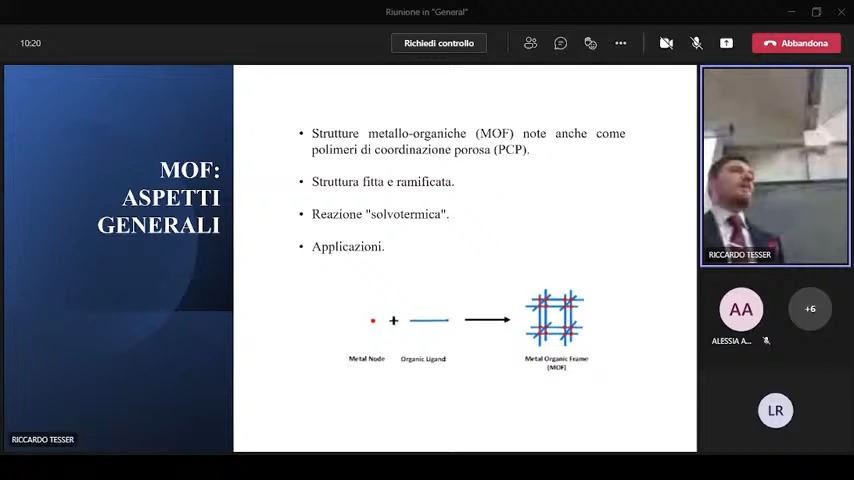 Riunione in "General"
10:20
Richiedi controllo
Abbandona
MOF:
ASPETTI
GENERALI
• Strutture metallo-organiche (MOF) note anche come
polimeri di coordinazione porosa (PCP).
• Struttura fitta e ramificata.
• Reazione "solvotermica".
• Applicazioni.
+
Metal Node
Organic Ligand
Metal Organic Frame
(MOF)
RICCARDO TESSER
RICCARDO TESSER
AA
+6
ALESSIA A...
LR